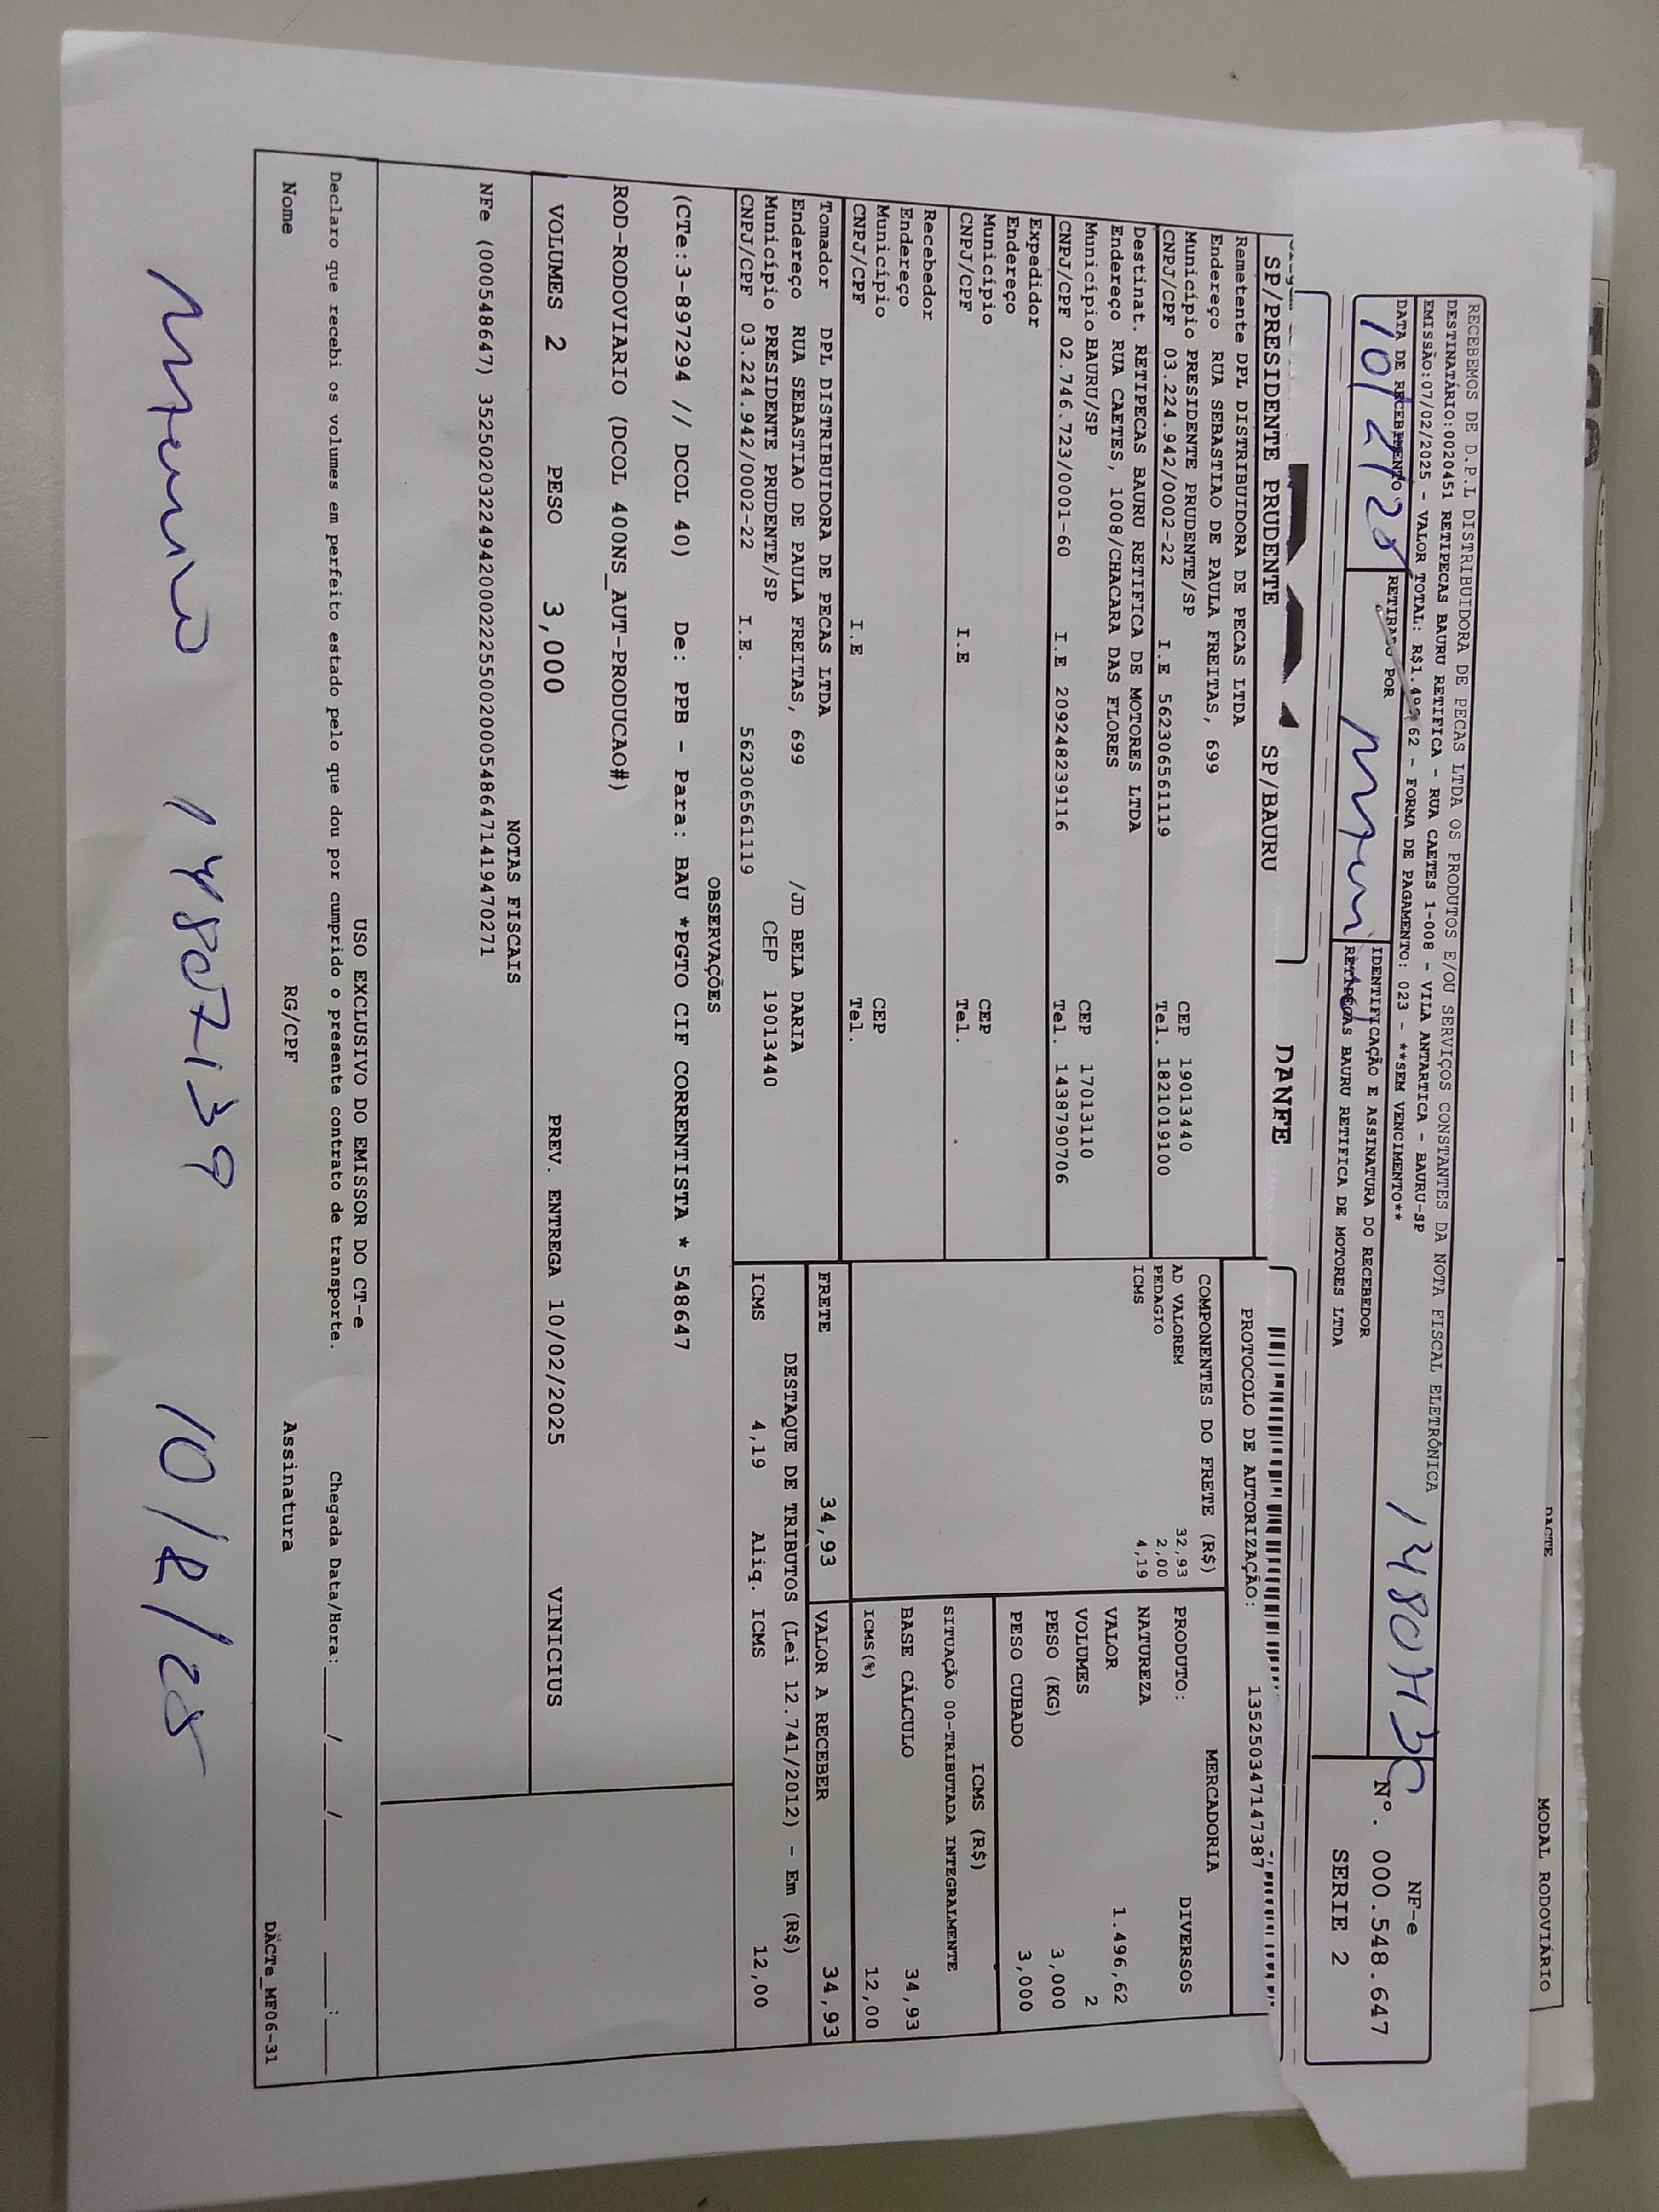 RECEBEMOS DE D.P.L DISTRIBUIDORA DE PECAS LTDA OS PRODUTOS E/OU SERVIÇOS CONSTANTES DA NOTA FISCAL ELETRÔNICA
DESTINATÁRIO:0020451 RETIPECAS BAURU RETIFICA - RUA CAETES 1-008 - VILA ANTARTICA - BAURU-SP
EMISSÃO:07/02/2025 - VALOR TOTAL: R$1.496,62 - FORMA DE PAGAMENTO: 023 - **SEM VENCIMENTO**
DATA DE RECEBIMENTO
RETIRADO POR
IDENTIFICAÇÃO E ASSINATURA DO RECEBEDOR
RETIPECAS BAURU RETIFICA DE MOTORES LTDA
10/2/25
NF-e
Nº. 000.548.647
SERIE 2
DACTE
MODAL RODOVIÁRIO
SP/PRESIDENTE PRUDENTE SP/BAURU DANFE
PROTOCOLO DE AUTORIZAÇÃO: 135250347147387
Remetente DPL DISTRIBUIDORA DE PECAS LTDA
Endereço RUA SEBASTIAO DE PAULA FREITAS, 699
Município PRESIDENTE PRUDENTE/SP CEP 19013440
CNPJ/CPF 03.224.942/0002-22 I.E 562306561119 Tel. 1821019100
Destinat. RETIPECAS BAURU RETIFICA DE MOTORES LTDA
Endereço RUA CAETES, 1008/CHACARA DAS FLORES
Município BAURU/SP CEP 17013110
CNPJ/CPF 02.746.723/0001-60 I.E 209248239116 Tel. 1438790706
Expedidor
Endereço
Município CEP
CNPJ/CPF I.E Tel.
Recebedor
Endereço
Município CEP
CNPJ/CPF I.E Tel.
Tomador DPL DISTRIBUIDORA DE PECAS LTDA
Endereço RUA SEBASTIAO DE PAULA FREITAS, 699 /JD BELA DARIA
Município PRESIDENTE PRUDENTE/SP CEP 19013440
CNPJ/CPF 03.224.942/0002-22 I.E. 562306561119
COMPONENTES DO FRETE (R$)
AD VALOREM 32,93
PEDAGIO 2,00
ICMS 4,19
MERCADORIA
PRODUTO: DIVERSOS
NATUREZA
VALOR 1.496,62
VOLUMES 2
PESO (KG) 3,000
PESO CUBADO 3,000
ICMS (R$)
SITUAÇÃO 00-TRIBUTADA INTEGRALMENTE
BASE CÁLCULO 34,93
ICMS(%) 12,00
FRETE 34,93 VALOR A RECEBER 34,93
DESTAQUE DE TRIBUTOS (Lei 12.741/2012) - Em (R$)
ICMS 4,19 Aliq. ICMS 12,00
OBSERVAÇÕES
(CTe:3-897294 // DCOL 40) De: PPB - Para: BAU *PGTO CIF CORRENTISTA * 548647
ROD-RODOVIARIO (DCOL 400NS_AUT-PRODUCAO#)
VOLUMES 2 PESO 3,000 PREV. ENTREGA 10/02/2025 VINICIUS
NOTAS FISCAIS
NFe (000548647) 35250203224942000222550020005486471419470271
USO EXCLUSIVO DO EMISSOR DO CT-e
Declaro que recebi os volumes em perfeito estado pelo que dou por cumprido o presente contrato de transporte. Chegada Data/Hora:____/____/______ ____:____
Nome RG/CPF Assinatura
DACTe_MF06-31